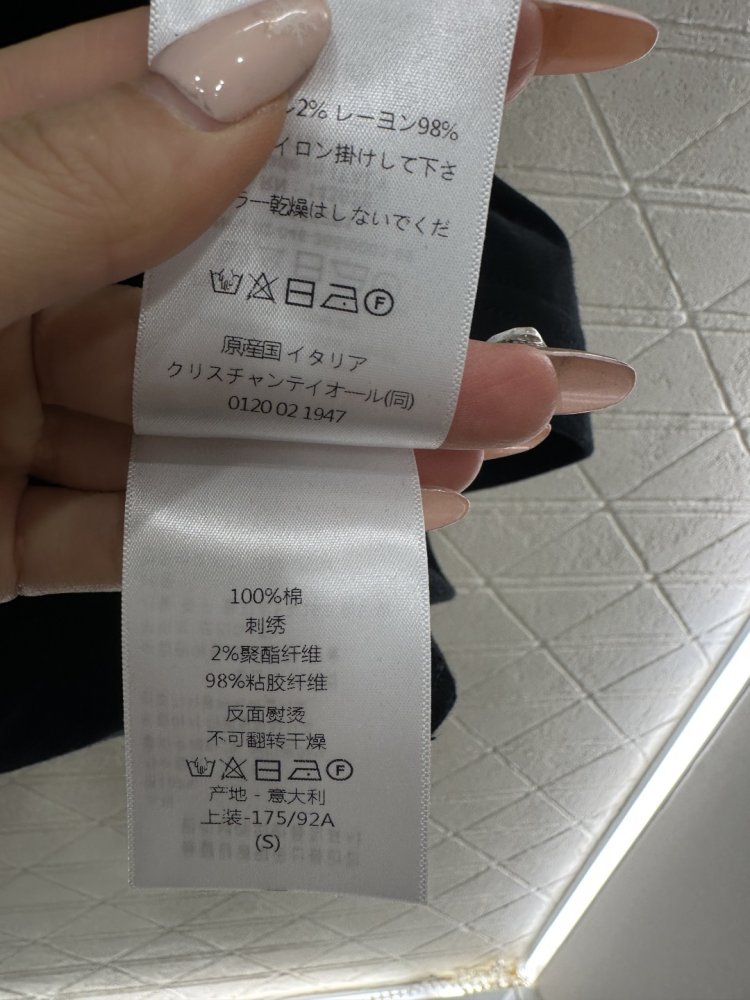 2% レーヨン98%
イロン掛けして下さ
ラー乾燥はしないでくだ
F
原産国 イタリア
クリスチャンディオール(同)
0120 02 1947
100%棉
刺绣
2%聚酯纤维
98%粘胶纤维
反面熨烫
不可翻转干燥
F
产地 - 意大利
上装-175/92A
(S)